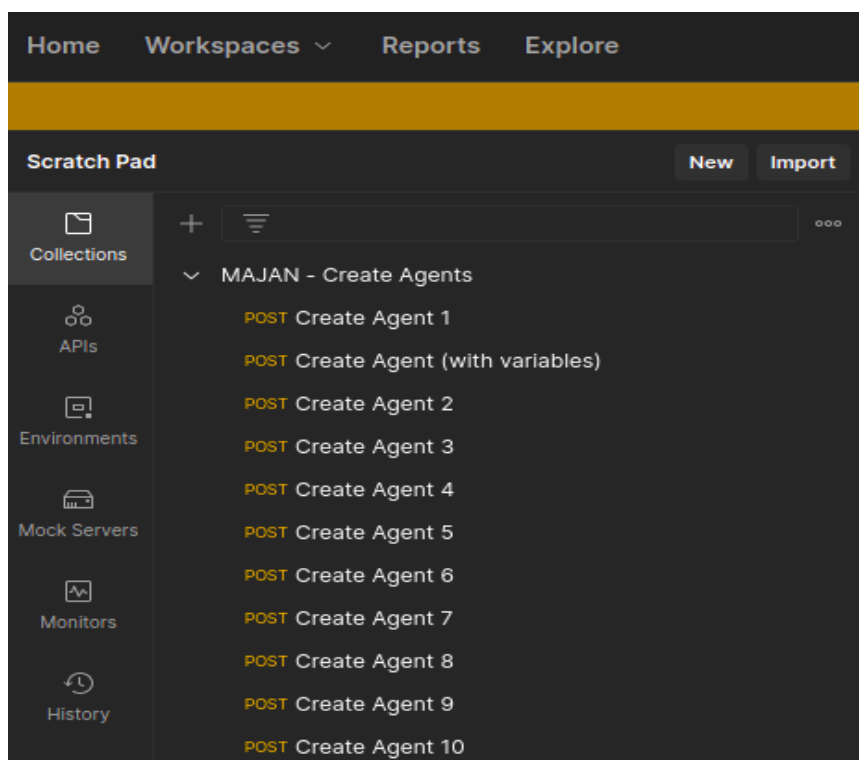 Home Workspaces Reports Explore
Scratch Pad New Import
Collections
APIs
Environments
Mock Servers
Monitors
History
MAJAN - Create Agents
POST Create Agent 1
POST Create Agent (with variables)
POST Create Agent 2
POST Create Agent 3
POST Create Agent 4
POST Create Agent 5
POST Create Agent 6
POST Create Agent 7
POST Create Agent 8
POST Create Agent 9
POST Create Agent 10